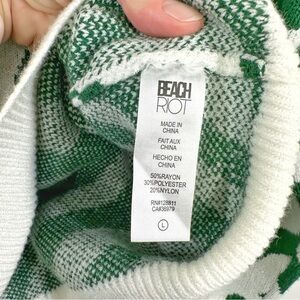 BEACH
RIOT
MADE IN
CHINA
FAIT AUX
CHINA
HECHO EN
CHINA
50%RAYON
30%POLYESTER
20%NYLON
RN#128811
CA#36979
L